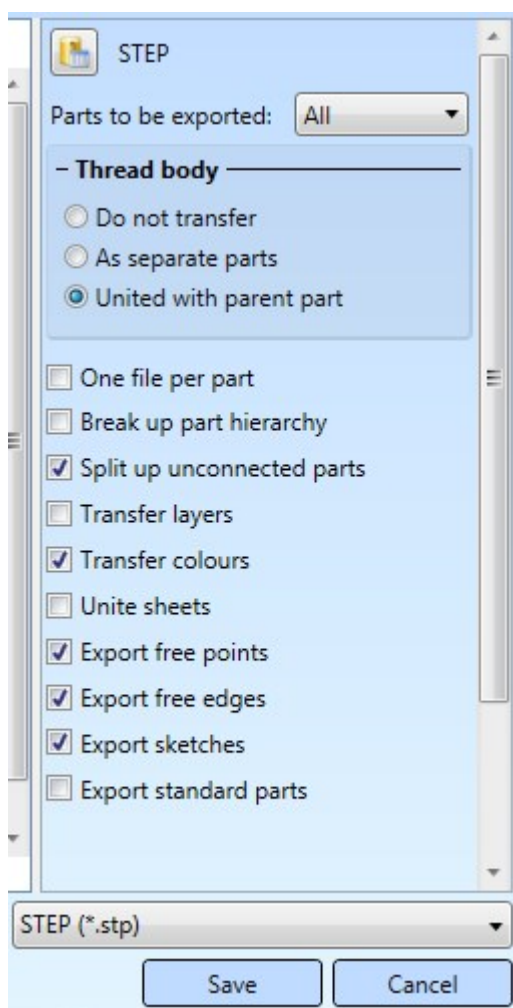 STEP
Parts to be exported: All
Thread body
Do not transfer
As separate parts
United with parent part
One file per part
Break up part hierarchy
Split up unconnected parts
Transfer layers
Transfer colours
Unite sheets
Export free points
Export free edges
Export sketches
Export standard parts
STEP (*.stp)
Save Cancel